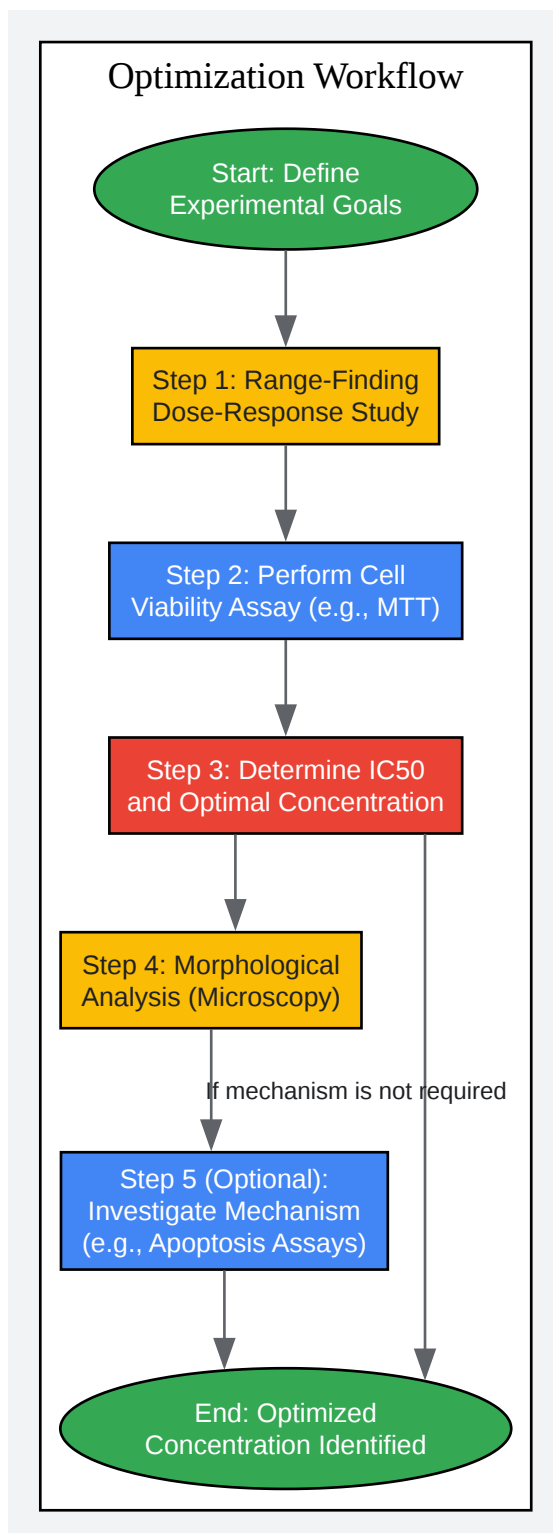 Optimization Workflow
Start: Define
Experimental Goals
Step 1: Range-Finding
Dose-Response Study
Step 2: Perform Cell
Viability Assay (e.g., MTT)
Step 3: Determine IC50
and Optimal Concentration
Step 4: Morphological
Analysis (Microscopy)
If mechanism is not required
Step 5 (Optional):
Investigate Mechanism
(e.g., Apoptosis Assays)
End: Optimized
Concentration Identified